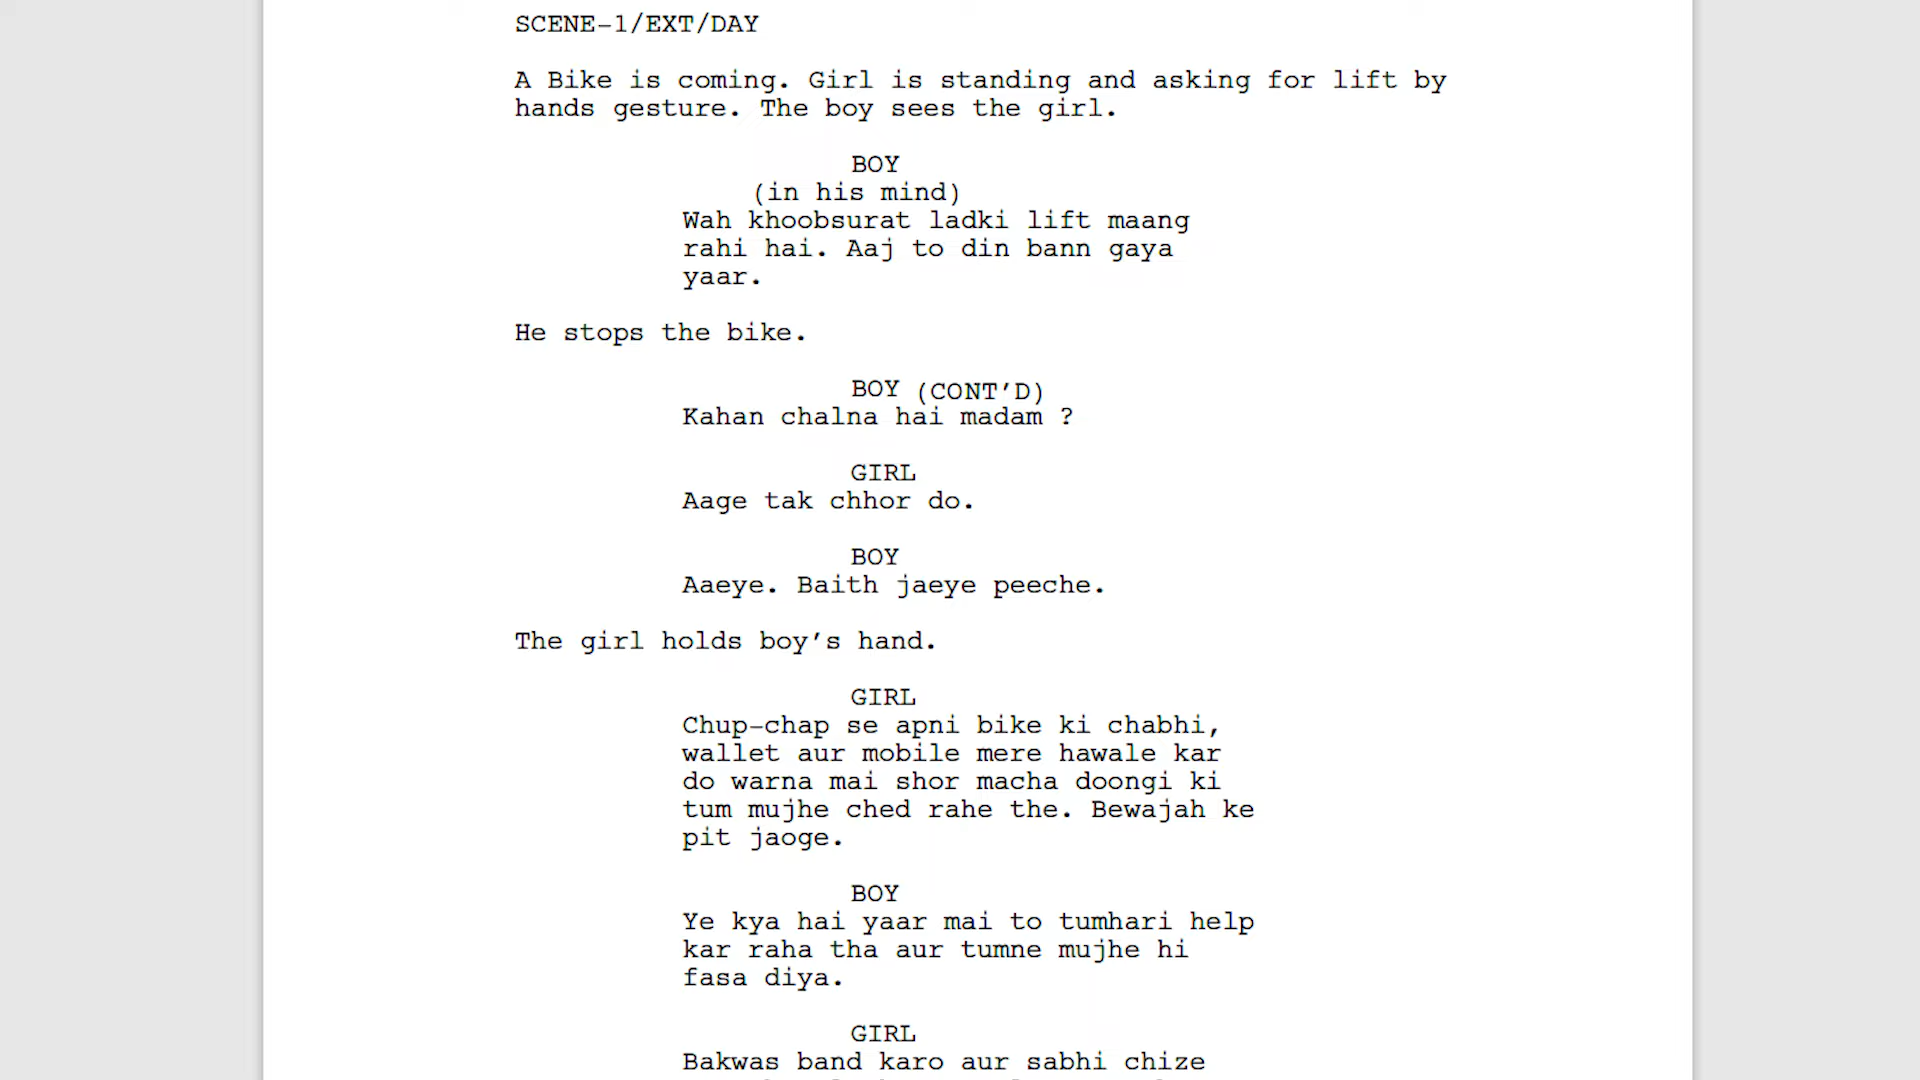 SCENE-1/EXT/DAY
A Bike is coming. Girl is standing and asking for lift by
hands gesture. The boy sees the girl.
BOY
(in his mind)
Wah khoobsurat ladki lift maang
rahi hai. Aaj to din bann gaya
yaar.
He stops the bike.
BOY (CONT'D)
Kahan chalna hai madam ?
GIRL
Aage tak chhor do.
BOY
Aaeye. Baith jaeye peeche.
The girl holds boy's hand.
GIRL
Chup-chap se apni bike ki chabhi,
wallet aur mobile mere hawale kar
do warna mai shor macha doongi ki
tum mujhe ched rahe the. Bewajah ke
pit jaoge.
BOY
Ye kya hai yaar mai to tumhari help
kar raha tha aur tumne mujhe hi
fasa diya.
GIRL
Bakwas band karo aur sabhi chize